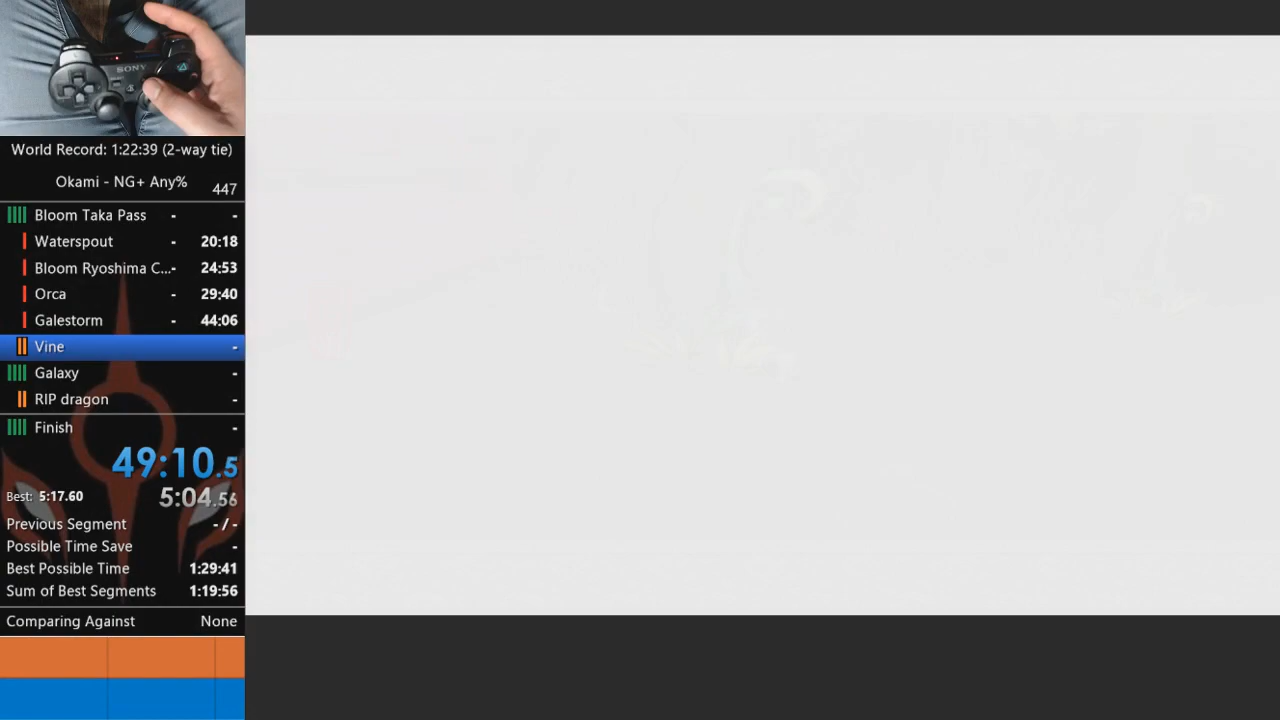 SONY
World Record: 1:22:39 (2-way tie)
Okami - NG+ Any% 447
Bloom Taka Pass - -
Waterspout - 20:18
Bloom Ryoshima C...- 24:53
Orca - 29:40
Galestorm - 44:06
Vine -
Galaxy -
RIP dragon -
Finish -
49:10.5
Best: 5:17.60 5:04.56
Previous Segment - / -
Possible Time Save -
Best Possible Time 1:29:41
Sum of Best Segments 1:19:56
Comparing Against None